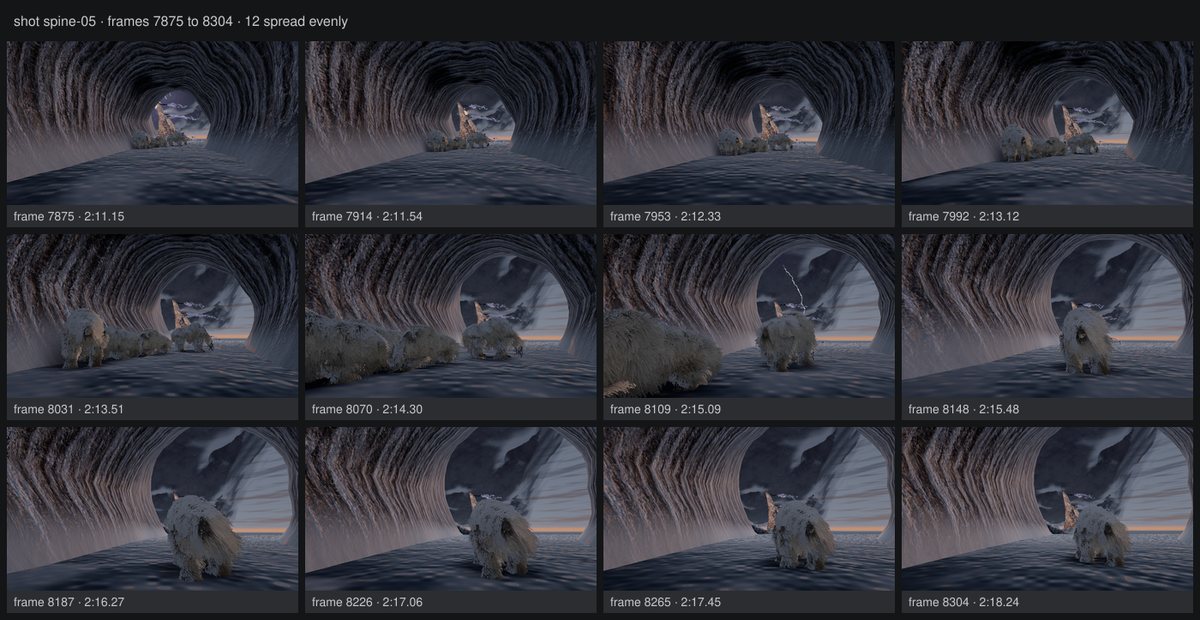 shot spine-05 · frames 7875 to 8304 · 12 spread evenly
frame 7875 · 2:11.15
frame 7914 · 2:11.54
frame 7953 · 2:12.33
frame 7992 · 2:13.12
frame 8031 · 2:13.51
frame 8070 · 2:14.30
frame 8109 · 2:15.09
frame 8148 · 2:15.48
frame 8187 · 2:16.27
frame 8226 · 2:17.06
frame 8265 · 2:17.45
frame 8304 · 2:18.24